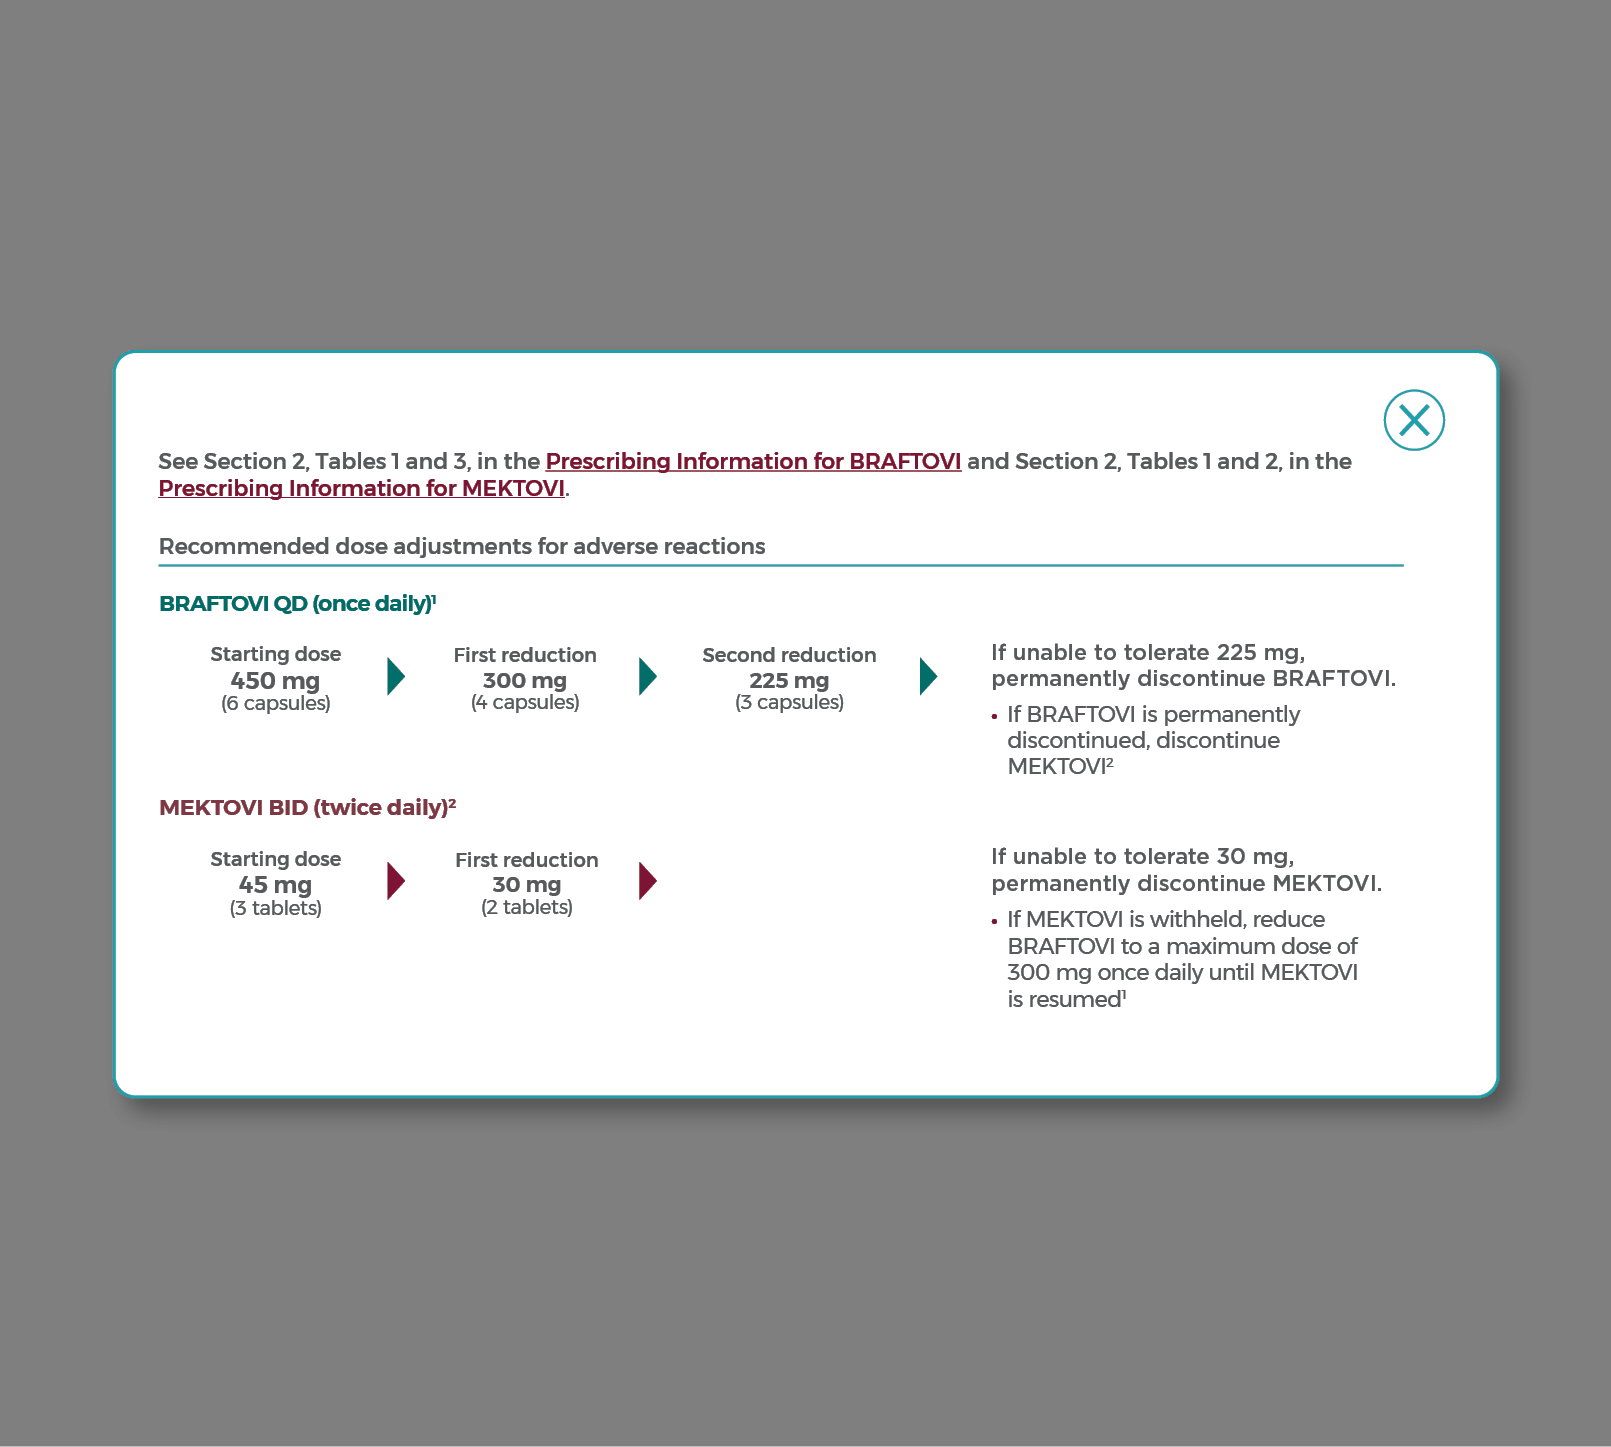 See Section 2, Tables 1 and 3, in the Prescribing Information for BRAFTOVI and Section 2, Tables 1 and 2, in the
Prescribing Information for MEKTOVI.
Recommended dose adjustments for adverse reactions
BRAFTOVI QD (once daily)¹
Starting dose
450 mg
(6 capsules)
First reduction
300 mg
(4 capsules)
Second reduction
225 mg
(3 capsules)
If unable to tolerate 225 mg,
permanently discontinue BRAFTOVI.
• If BRAFTOVI is permanently
discontinued, discontinue
MEKTOVI²
MEKTOVI BID (twice daily)²
Starting dose
45 mg
(3 tablets)
First reduction
30 mg
(2 tablets)
If unable to tolerate 30 mg,
permanently discontinue MEKTOVI.
• If MEKTOVI is withheld, reduce
BRAFTOVI to a maximum dose of
300 mg once daily until MEKTOVI
is resumed¹